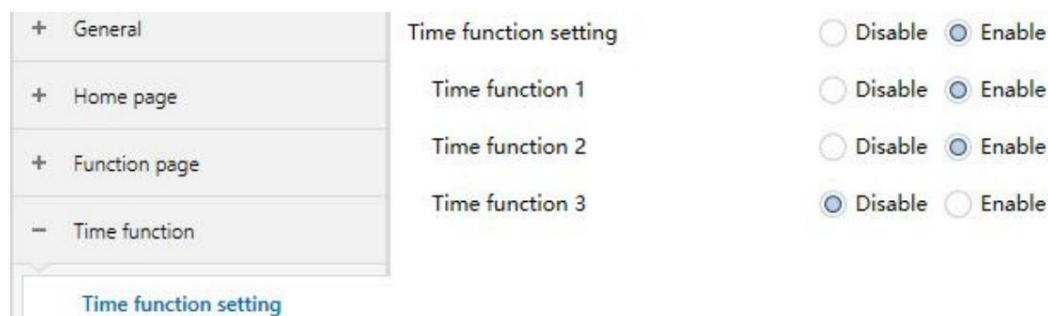 + General
+ Home page
+ Function page
− Time function
Time function setting
Time function setting Disable Enable
Time function 1 Disable Enable
Time function 2 Disable Enable
Time function 3 Disable Enable